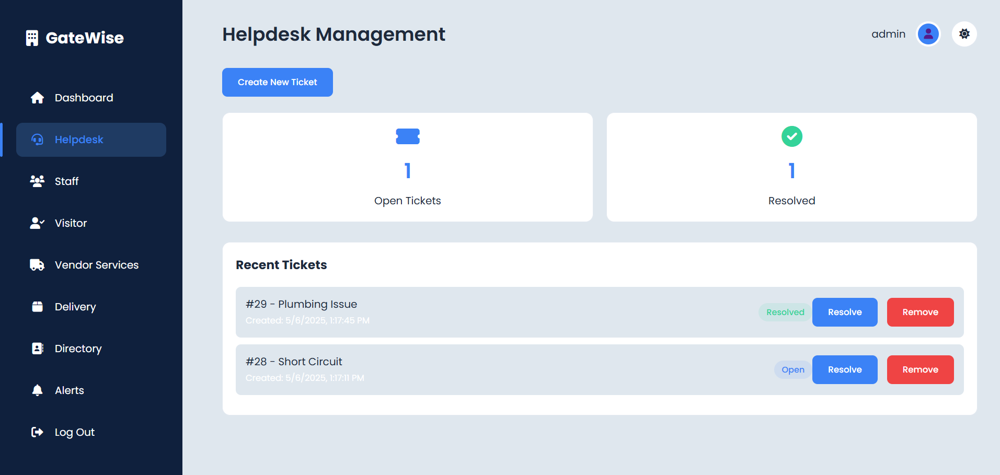 GateWise
Dashboard
Helpdesk
Staff
Visitor
Vendor Services
Delivery
Directory
Alerts
Log Out
Helpdesk Management
admin
Create New Ticket
1
Open Tickets
1
Resolved
Recent Tickets
#29 - Plumbing Issue
Created: 5/6/2025, 1:17:45 PM
Resolved
Resolve
Remove
#28 - Short Circuit
Created: 5/6/2025, 1:17:11 PM
Open
Resolve
Remove